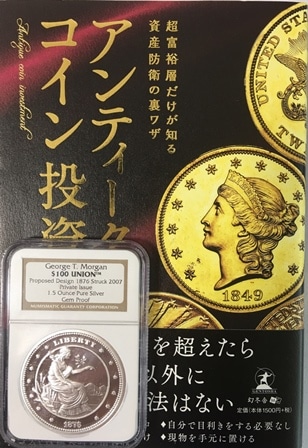 超富裕層だけが知る
資産防衛の裏ワザ
アンティーク
コイン投資
Antique coin investment
UNITED STATES
TW
LIBERTY
1849
George T. Morgan
$100 UNION™
Proposed Design 1876 Struck 2007
Private Issue
1.5 Ounce Pure Silver
Gem Proof
NUMISMATIC GUARANTY CORPORATION
LIBERTY
1876
を超えたら
以外に
法はない
GENTOSHA
幻冬舎
定価(本体1500円+税)
・自分で目利きをする必要なし
・現物を手元に置ける